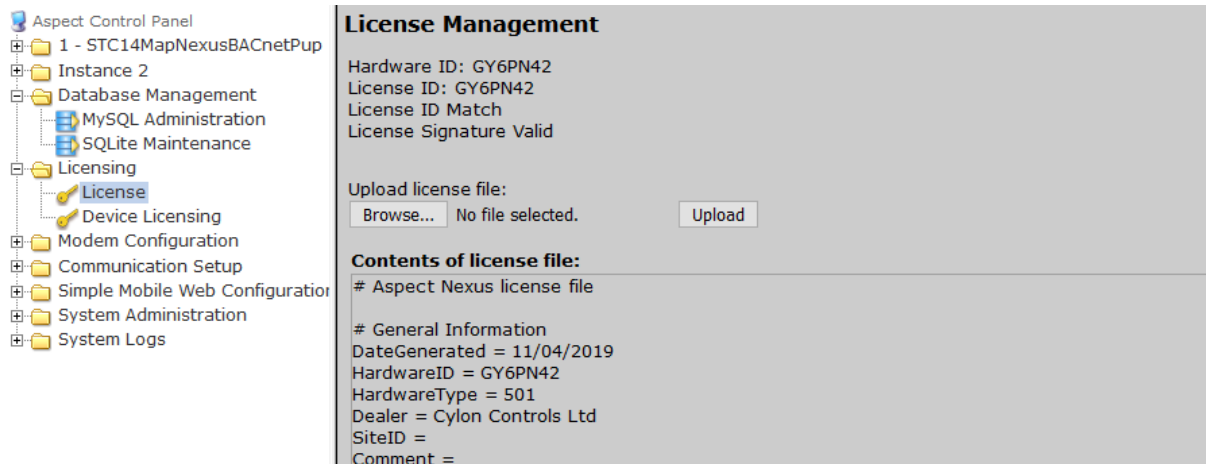 Aspect Control Panel
1 - STC14MapNexusBACnetPup
Instance 2
Database Management
MySQL Administration
SQLite Maintenance
Licensing
License
Device Licensing
Modem Configuration
Communication Setup
Simple Mobile Web Configuration
System Administration
System Logs
License Management
Hardware ID: GY6PN42
License ID: GY6PN42
License ID Match
License Signature Valid
Upload license file:
Browse... No file selected. Upload
Contents of license file:
# Aspect Nexus license file
# General Information
DateGenerated = 11/04/2019
HardwareID = GY6PN42
HardwareType = 501
Dealer = Cylon Controls Ltd
SiteID =
Comment =